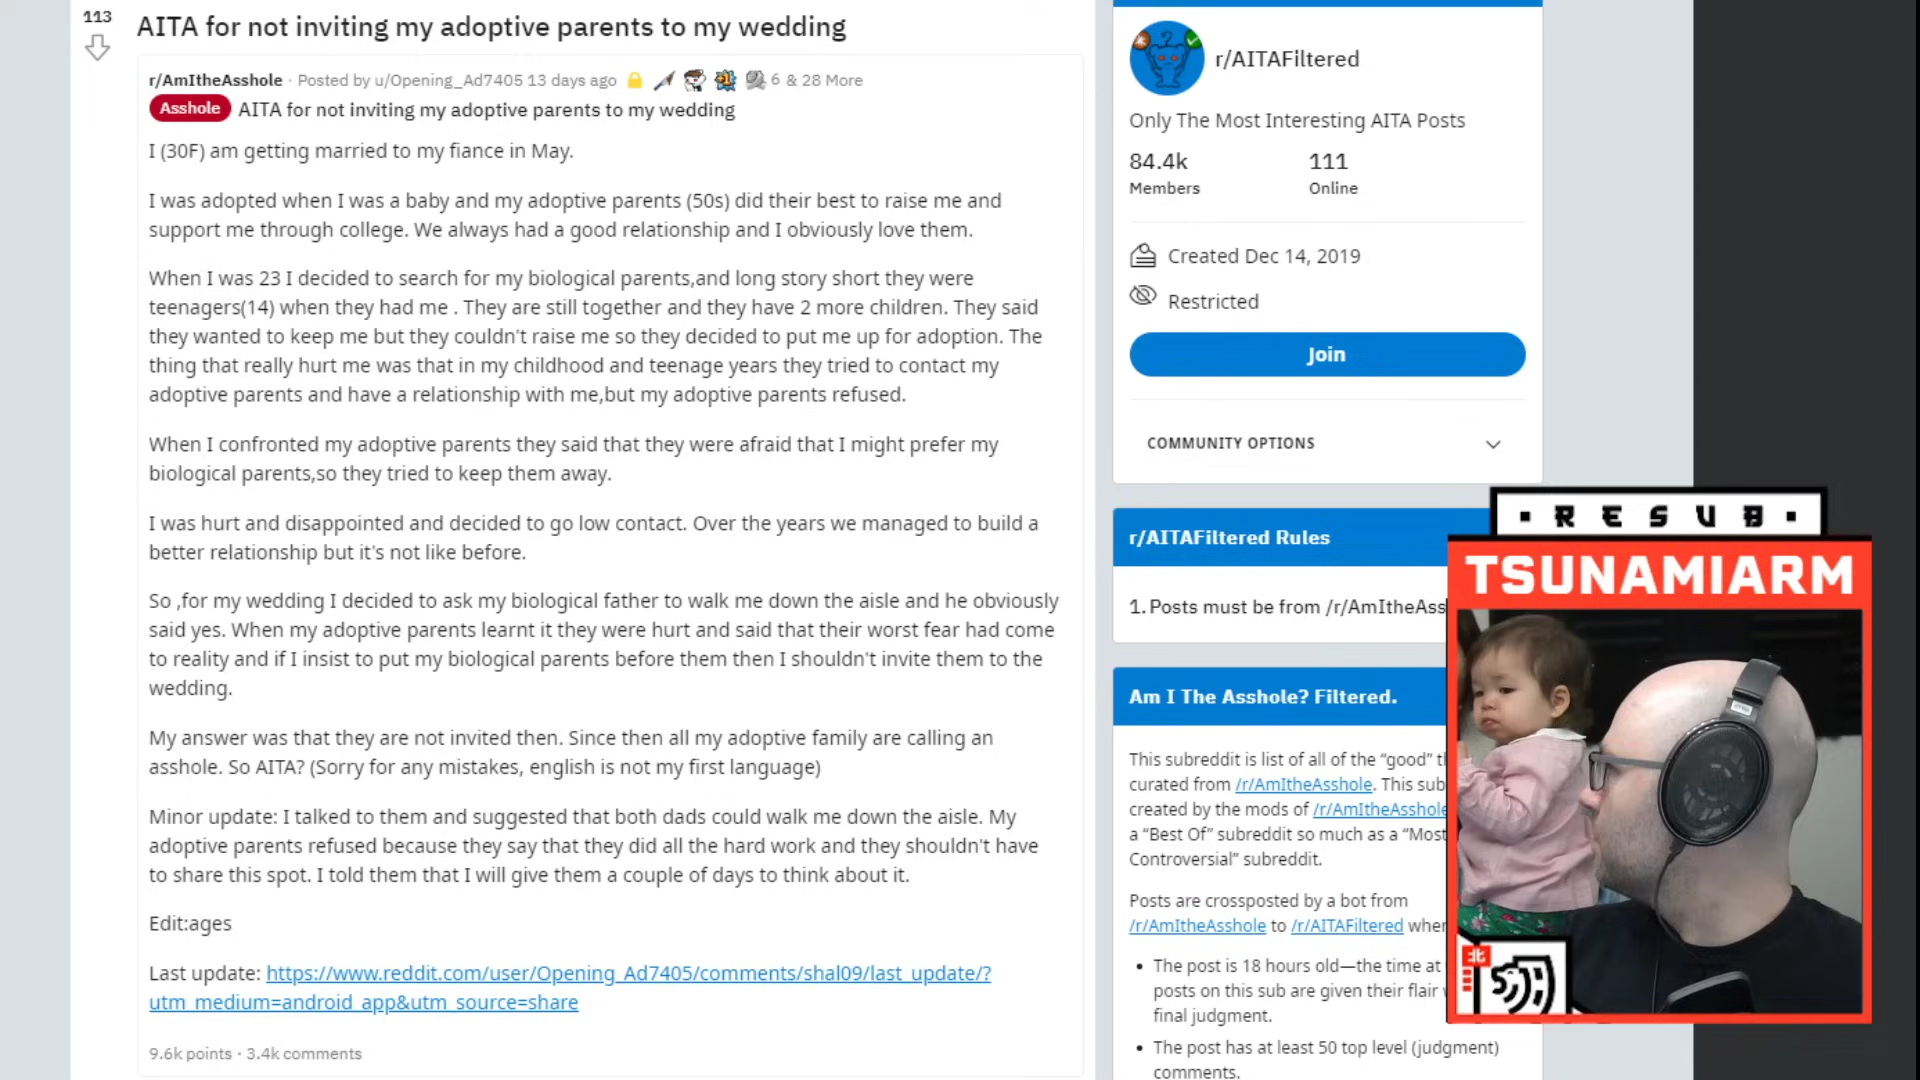 113
AITA for not inviting my adoptive parents to my wedding
r/AmItheAsshole · Posted by u/Opening_Ad7405 13 days ago 6 & 28 More
Asshole AITA for not inviting my adoptive parents to my wedding
I (30F) am getting married to my fiance in May.
I was adopted when I was a baby and my adoptive parents (50s) did their best to raise me and
support me through college. We always had a good relationship and I obviously love them.
When I was 23 I decided to search for my biological parents,and long story short they were
teenagers(14) when they had me . They are still together and they have 2 more children. They said
they wanted to keep me but they couldn't raise me so they decided to put me up for adoption. The
thing that really hurt me was that in my childhood and teenage years they tried to contact my
adoptive parents and have a relationship with me,but my adoptive parents refused.
When I confronted my adoptive parents they said that they were afraid that I might prefer my
biological parents,so they tried to keep them away.
I was hurt and disappointed and decided to go low contact. Over the years we managed to build a
better relationship but it's not like before.
So ,for my wedding I decided to ask my biological father to walk me down the aisle and he obviously
said yes. When my adoptive parents learnt it they were hurt and said that their worst fear had come
to reality and if I insist to put my biological parents before them then I shouldn't invite them to the
wedding.
My answer was that they are not invited then. Since then all my adoptive family are calling an
asshole. So AITA? (Sorry for any mistakes, english is not my first language)
Minor update: I talked to them and suggested that both dads could walk me down the aisle. My
adoptive parents refused because they say that they did all the hard work and they shouldn't have
to share this spot. I told them that I will give them a couple of days to think about it.
Edit:ages
Last update: https://www.reddit.com/user/Opening_Ad7405/comments/shal09/last_update/?
utm_medium=android_app&utm_source=share
9.6k points · 3.4k comments
r/AITAFiltered
Only The Most Interesting AITA Posts
84.4k 111
Members Online
Created Dec 14, 2019
Restricted
Join
COMMUNITY OPTIONS
r/AITAFiltered Rules
1. Posts must be from /r/AmItheAss
Am I The Asshole? Filtered.
This subreddit is list of all of the “good” t
curated from /r/AmItheAsshole. This sub
created by the mods of /r/AmItheAsshole
a “Best Of” subreddit so much as a “Most
Controversial” subreddit.
Posts are crossposted by a bot from
/r/AmItheAsshole to /r/AITAFiltered when
• The post is 18 hours old—the time at
posts on this sub are given their flair
final judgment.
• The post has at least 50 top level (judgment)
comments.
· RESUB ·
TSUNAMIARM
北